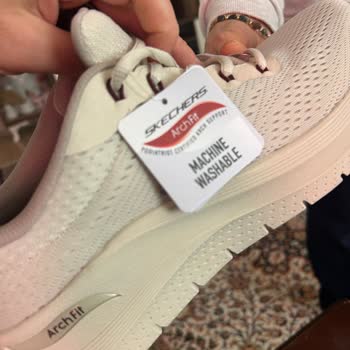 SKECHERS
Arch Fit
PODIATRIST CERTIFIED ARCH SUPPORT
MACHINE
WASHABLE
Arch Fit